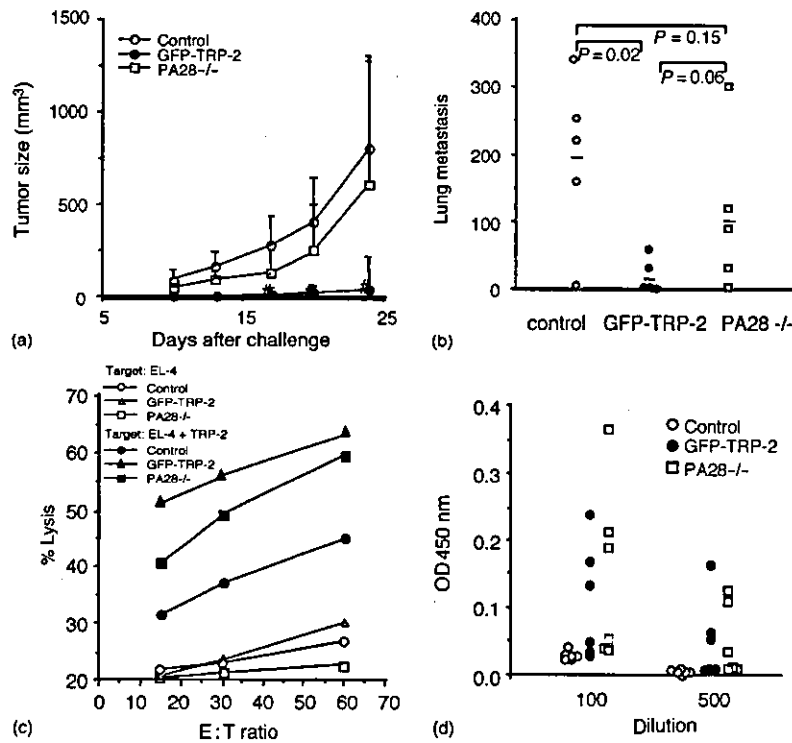 1500
1000
500
0
Tumor size (mm³)
Control
GFP-TRP-2
PA28−/−
5 10 15 20 25
Days after challenge
(a)
400
300
200
100
0
Lung metastasis
P = 0.15
P = 0.02
P = 0.06
control GFP-TRP-2 PA28 -/-
(b)
Target: EL-4
Control
GFP-TRP-2
PA28-/-
Target: EL-4 + TRP-2
Control
GFP-TRP-2
PA28-/-
70
60
50
40
30
20
% Lysis
10 20 30 40 50 60 70
E:T ratio
(c)
0.4
0.3
0.2
0.1
0.0
OD450 nm
Control
GFP-TRP-2
PA28-/-
100 500
Dilution
(d)